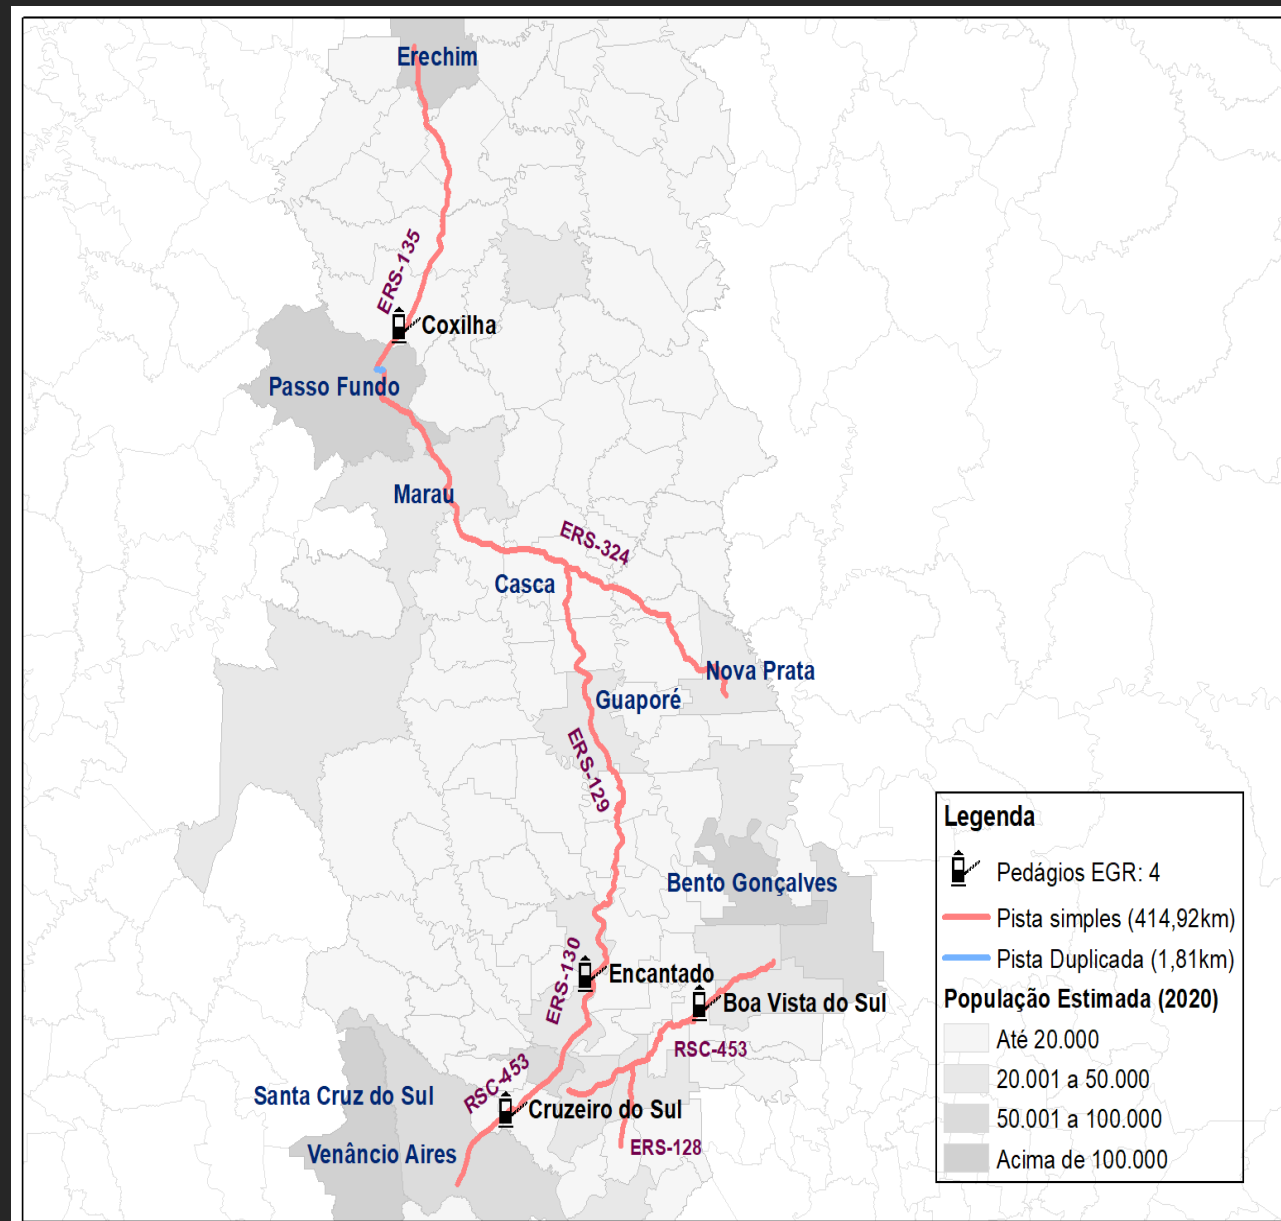 Erechim
ERS-135
Coxilha
Passo Fundo
Marau
ERS-324
Casca
Nova Prata
Guaporé
ERS-129
Bento Gonçalves
ERS-130
Encantado
Boa Vista do Sul
RSC-453
RSC-453
Santa Cruz do Sul
Cruzeiro do Sul
Venâncio Aires
ERS-128
Legenda
Pedágios EGR: 4
Pista simples (414,92km)
Pista Duplicada (1,81km)
População Estimada (2020)
Até 20.000
20.001 a 50.000
50.001 a 100.000
Acima de 100.000